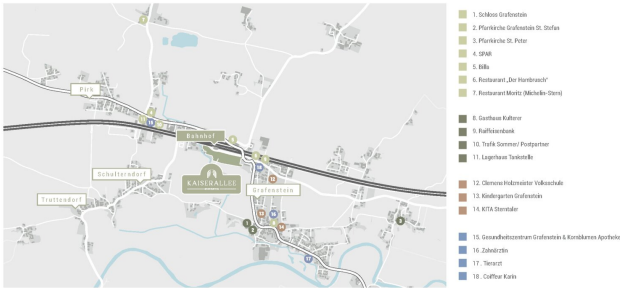 Pirk
Bahnhof
KAISERALLEE
Schulterndorf
Grafenstein
Truttendorf
1. Schloss Grafenstein
2. Pfarrkirche Grafenstein St. Stefan
3. Pfarrkirche St. Peter
4. SPAR
5. Billa
6. Restaurant „Der Hambrusch"
7. Restaurant Moritz (Michelin-Stern)
8. Gasthaus Kulterer
9. Raiffeisenbank
10. Trafik Sommer/ Postpartner
11. Lagerhaus Tankstelle
12. Clemens Holzmeister Volksschule
13. Kindergarten Grafenstein
14. KITA Sterntaler
15. Gesundheitszentrum Grafenstein & Kornblumen Apotheke
16. Zahnärztin
17. Tierarzt
18. Coiffeur Karin